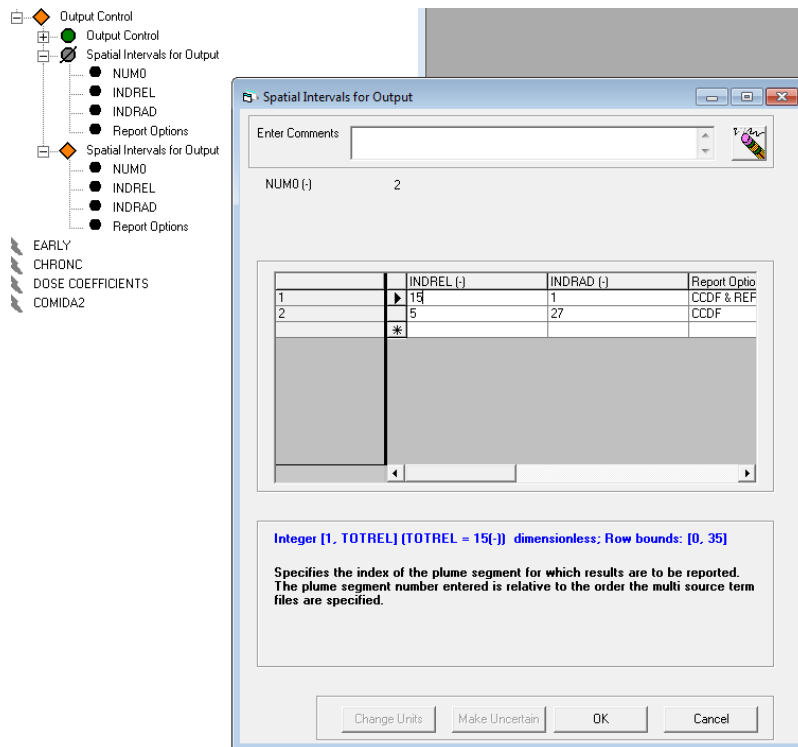 Output Control
Output Control
Spatial Intervals for Output
NUM0
INDREL
INDRAD
Report Options
Spatial Intervals for Output
NUM0
INDREL
INDRAD
Report Options
EARLY
CHRONC
DOSE COEFFICIENTS
COMIDA2
Spatial Intervals for Output
Enter Comments
NUM0 (-) 2
INDREL (-) INDRAD (-) Report Optio
1 15 1 CCDF & REF
2 5 27 CCDF
Integer [1, TOTREL] (TOTREL = 15(-)) dimensionless; Row bounds: [0, 35]
Specifies the index of the plume segment for which results are to be reported.
The plume segment number entered is relative to the order the multi source term
files are specified.
Change Units Make Uncertain OK Cancel